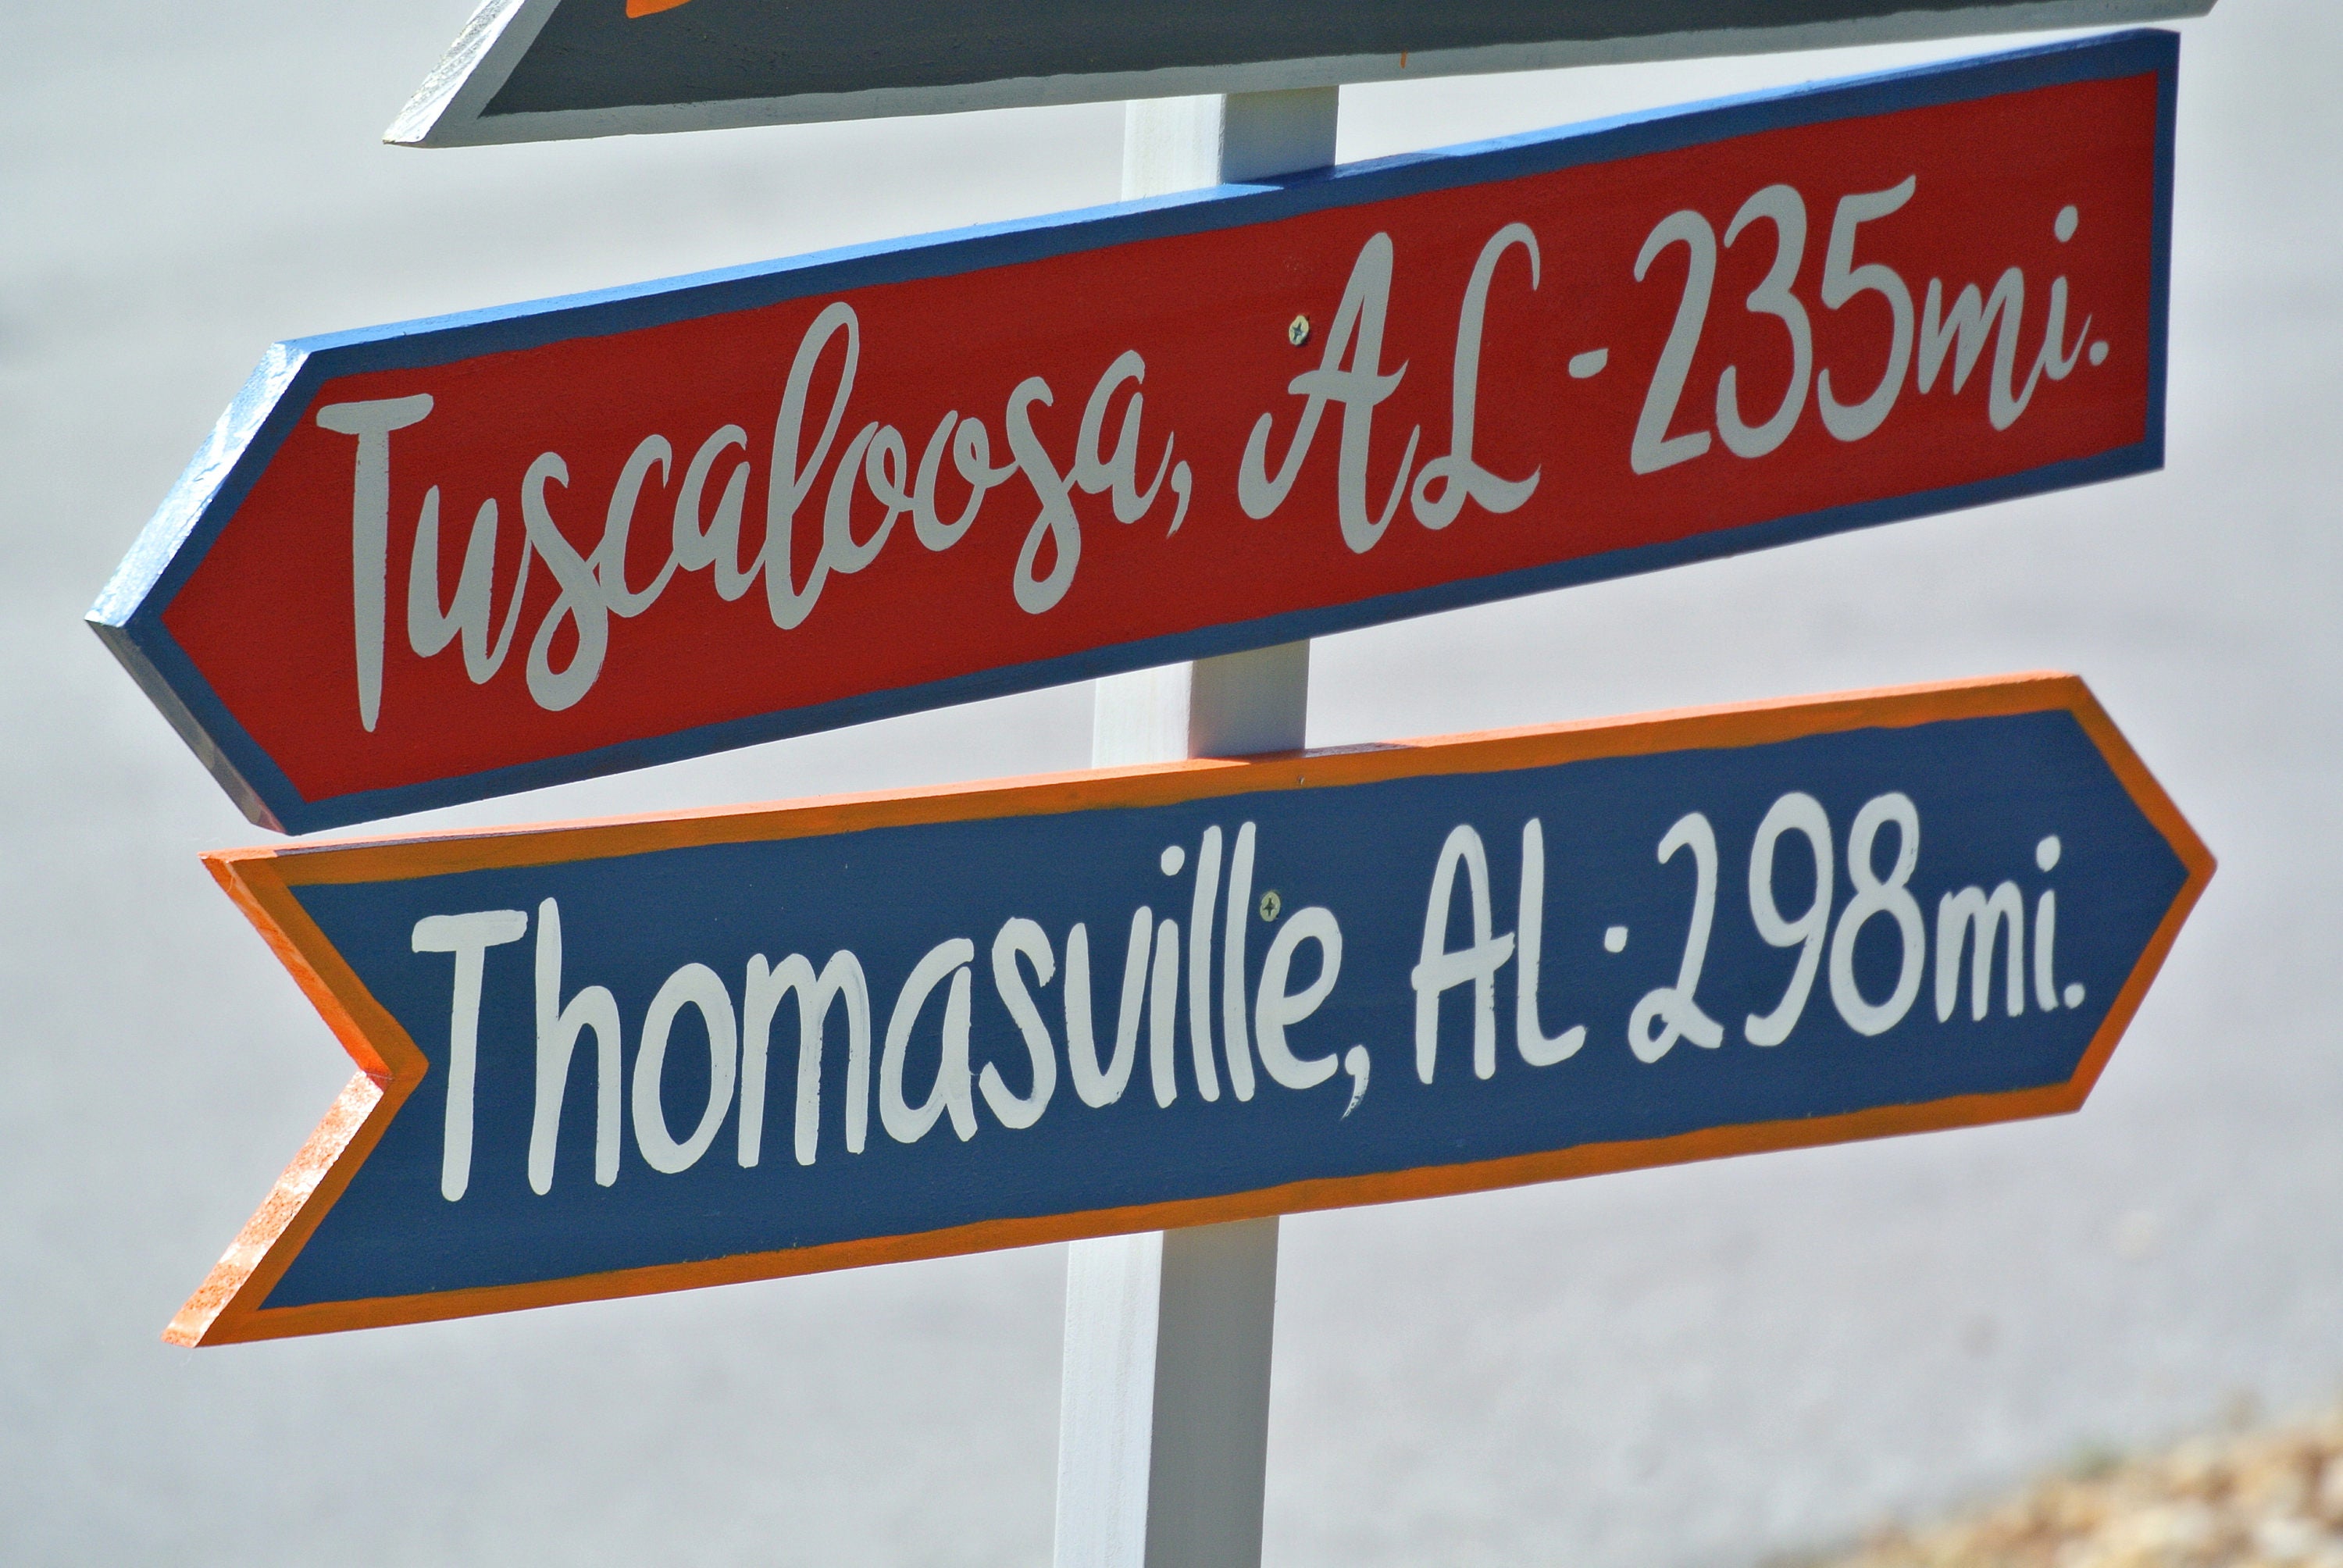 Tuscaloosa, AL - 235mi.
Thomasville, AL · 298mi.